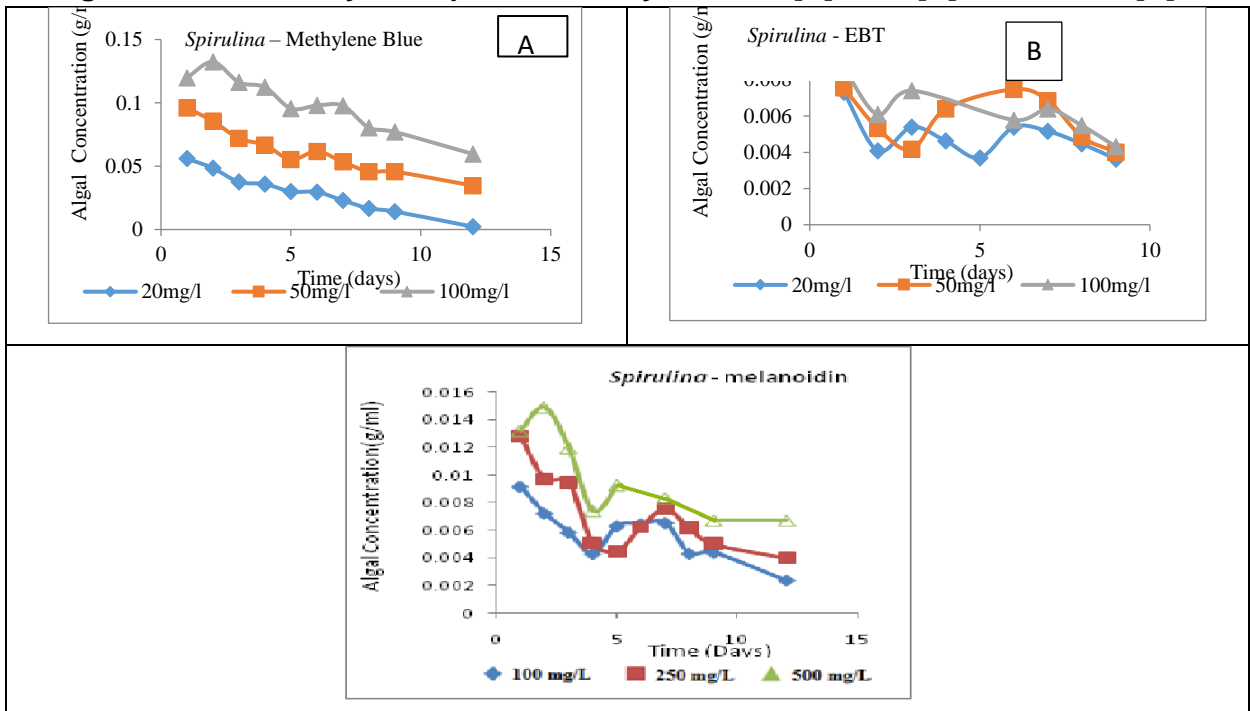 Spirulina – Methylene Blue
A
Algal Concentration (g/
0.15
0.1
0.05
0
0
5
10
15
Time (days)
20mg/l
50mg/l
100mg/l
Spirulina - EBT
B
Algal Concentration (g/
0.008
0.006
0.004
0.002
0
0
5
10
Time (days)
20mg/l
50mg/l
100mg/l
Spirulina - melanoidin
Algal Concentration(g/ml)
0.016
0.014
0.012
0.01
0.008
0.006
0.004
0.002
0
0
5
10
15
Time (Days)
100 mg/L
250 mg/L
500 mg/L